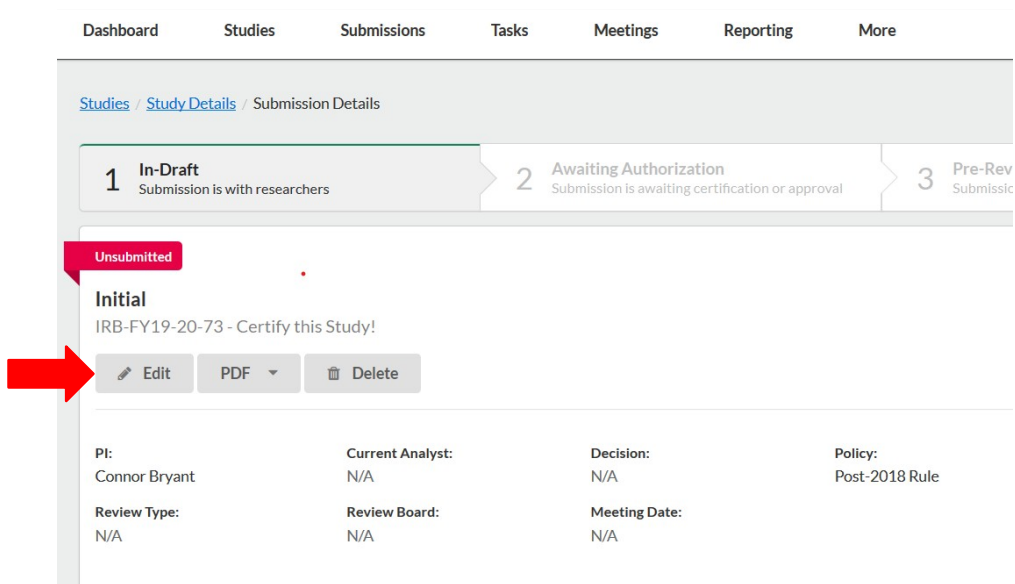 Dashboard Studies Submissions Tasks Meetings Reporting More
Studies / Study Details / Submission Details
1 In-Draft
Submission is with researchers
2 Awaiting Authorization
Submission is awaiting certification or approval
3 Pre-Rev
Submissio
Unsubmitted
Initial
IRB-FY19-20-73 - Certify this Study!
Edit PDF Delete
PI: Current Analyst: Decision: Policy:
Connor Bryant N/A N/A Post-2018 Rule
Review Type: Review Board: Meeting Date:
N/A N/A N/A